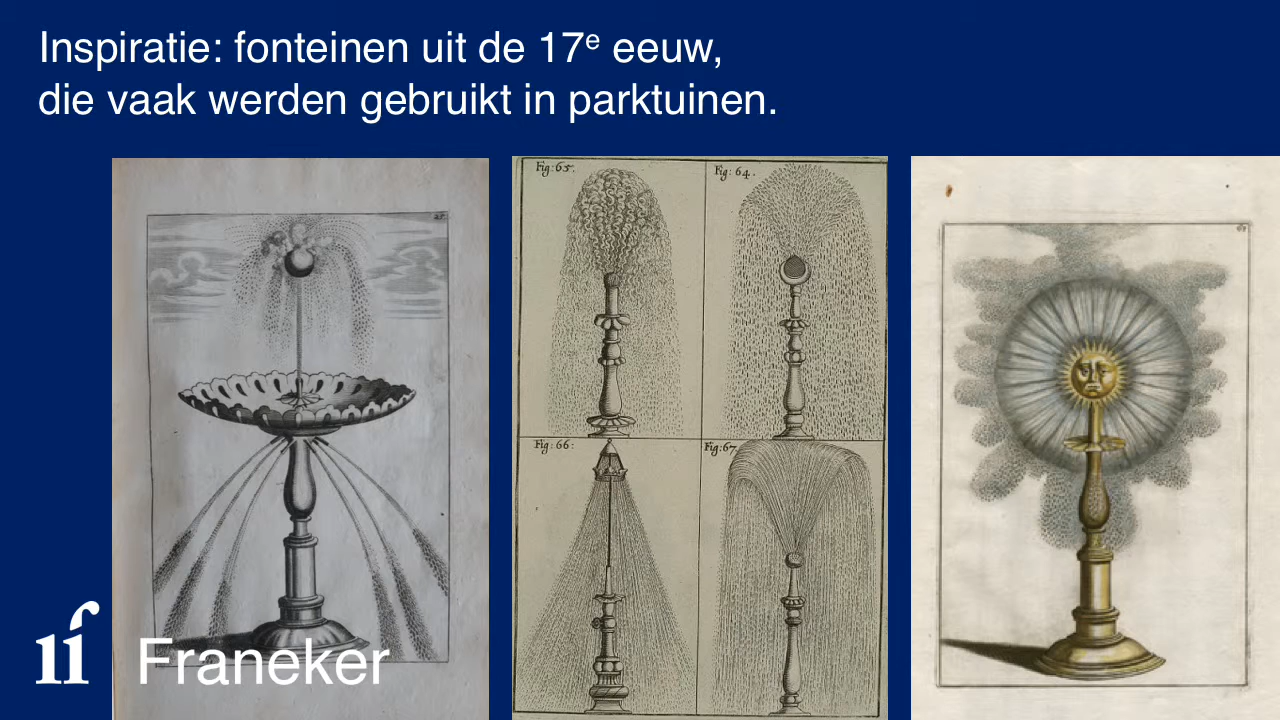 Inspiratie: fonteinen uit de 17e eeuw,
die vaak werden gebruikt in parktuinen.
Fig: 65.
Fig: 64.
Fig: 66:
Fig: 67.
11f Franeker